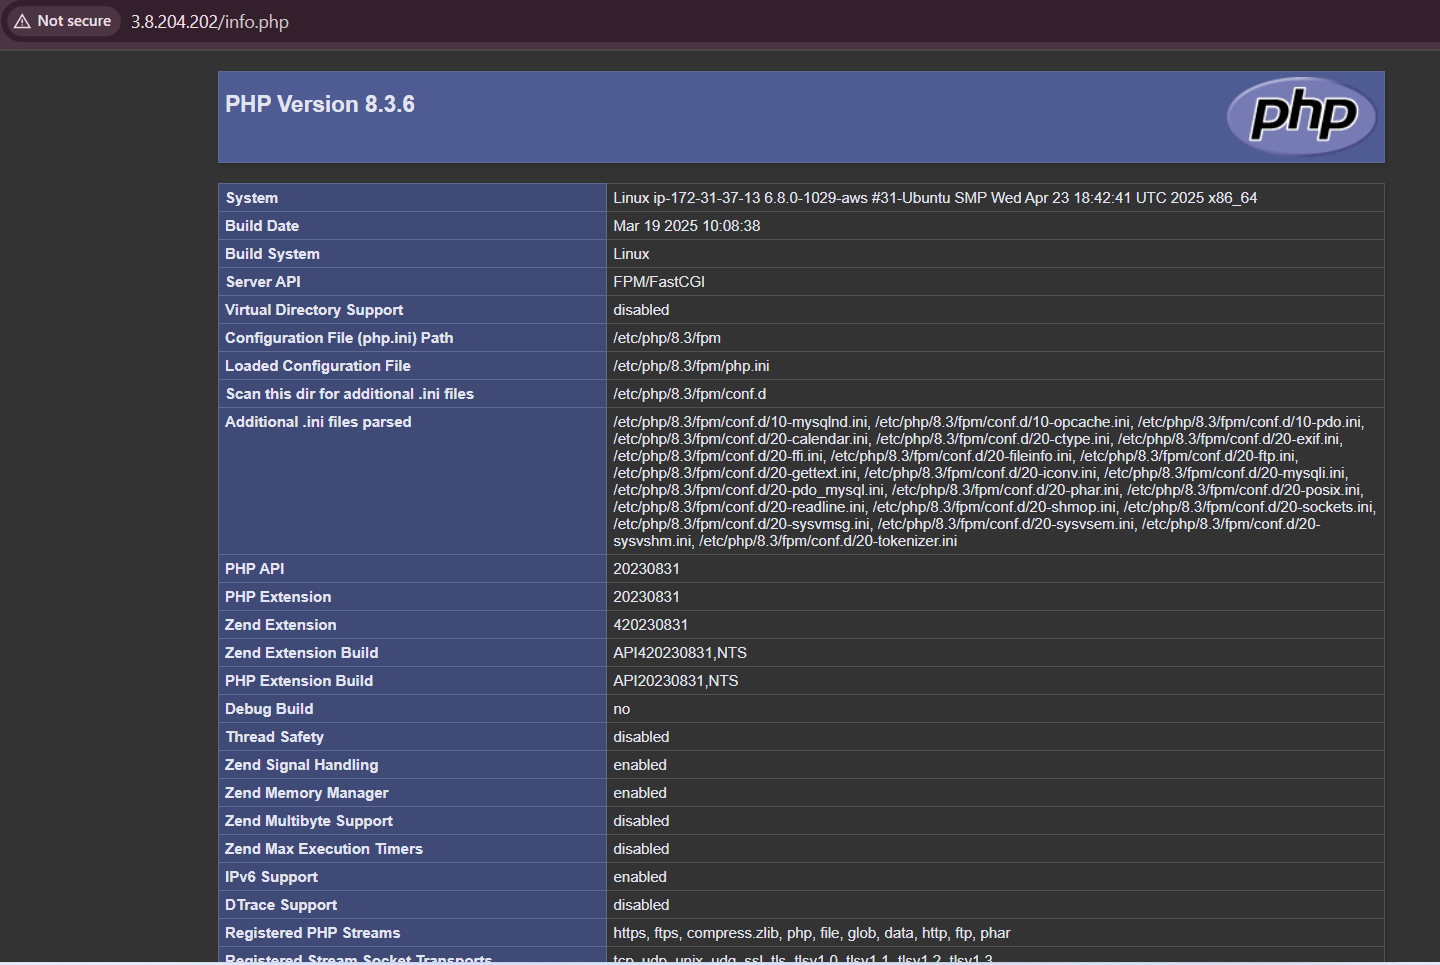 Not secure 3.8.204.202/info.php
PHP Version 8.3.6
php
System Linux ip-172-31-37-13 6.8.0-1029-aws #31-Ubuntu SMP Wed Apr 23 18:42:41 UTC 2025 x86_64
Build Date Mar 19 2025 10:08:38
Build System Linux
Server API FPM/FastCGI
Virtual Directory Support disabled
Configuration File (php.ini) Path /etc/php/8.3/fpm
Loaded Configuration File /etc/php/8.3/fpm/php.ini
Scan this dir for additional .ini files /etc/php/8.3/fpm/conf.d
Additional .ini files parsed /etc/php/8.3/fpm/conf.d/10-mysqlnd.ini, /etc/php/8.3/fpm/conf.d/10-opcache.ini, /etc/php/8.3/fpm/conf.d/10-pdo.ini,
/etc/php/8.3/fpm/conf.d/20-calendar.ini, /etc/php/8.3/fpm/conf.d/20-ctype.ini, /etc/php/8.3/fpm/conf.d/20-exif.ini,
/etc/php/8.3/fpm/conf.d/20-ffi.ini, /etc/php/8.3/fpm/conf.d/20-fileinfo.ini, /etc/php/8.3/fpm/conf.d/20-ftp.ini,
/etc/php/8.3/fpm/conf.d/20-gettext.ini, /etc/php/8.3/fpm/conf.d/20-iconv.ini, /etc/php/8.3/fpm/conf.d/20-mysqli.ini,
/etc/php/8.3/fpm/conf.d/20-pdo_mysql.ini, /etc/php/8.3/fpm/conf.d/20-phar.ini, /etc/php/8.3/fpm/conf.d/20-posix.ini,
/etc/php/8.3/fpm/conf.d/20-readline.ini, /etc/php/8.3/fpm/conf.d/20-shmop.ini, /etc/php/8.3/fpm/conf.d/20-sockets.ini,
/etc/php/8.3/fpm/conf.d/20-sysvmsg.ini, /etc/php/8.3/fpm/conf.d/20-sysvsem.ini, /etc/php/8.3/fpm/conf.d/20-
sysvshm.ini, /etc/php/8.3/fpm/conf.d/20-tokenizer.ini
PHP API 20230831
PHP Extension 20230831
Zend Extension 420230831
Zend Extension Build API420230831,NTS
PHP Extension Build API20230831,NTS
Debug Build no
Thread Safety disabled
Zend Signal Handling enabled
Zend Memory Manager enabled
Zend Multibyte Support disabled
Zend Max Execution Timers disabled
IPv6 Support enabled
DTrace Support disabled
Registered PHP Streams https, ftps, compress.zlib, php, file, glob, data, http, ftp, phar
Registered Stream Socket Transports tcp, udp, unix, udg, ssl, tls, tlsv1.0, tlsv1.1, tlsv1.2, tlsv1.3